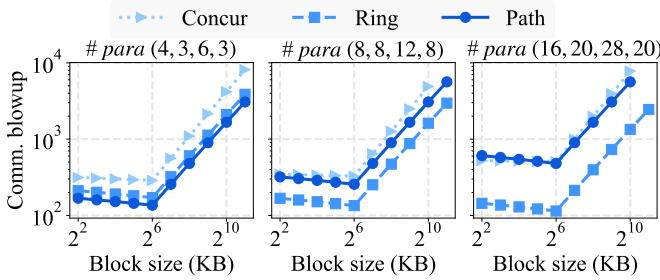 Concur Ring Path
# para (4, 3, 6, 3) # para (8, 8, 12, 8) # para (16, 20, 28, 20)
Comm. blowup
10^4
10^3
10^2
2^2 2^6 2^10 2^2 2^6 2^10 2^2 2^6 2^10
Block size (KB) Block size (KB) Block size (KB)